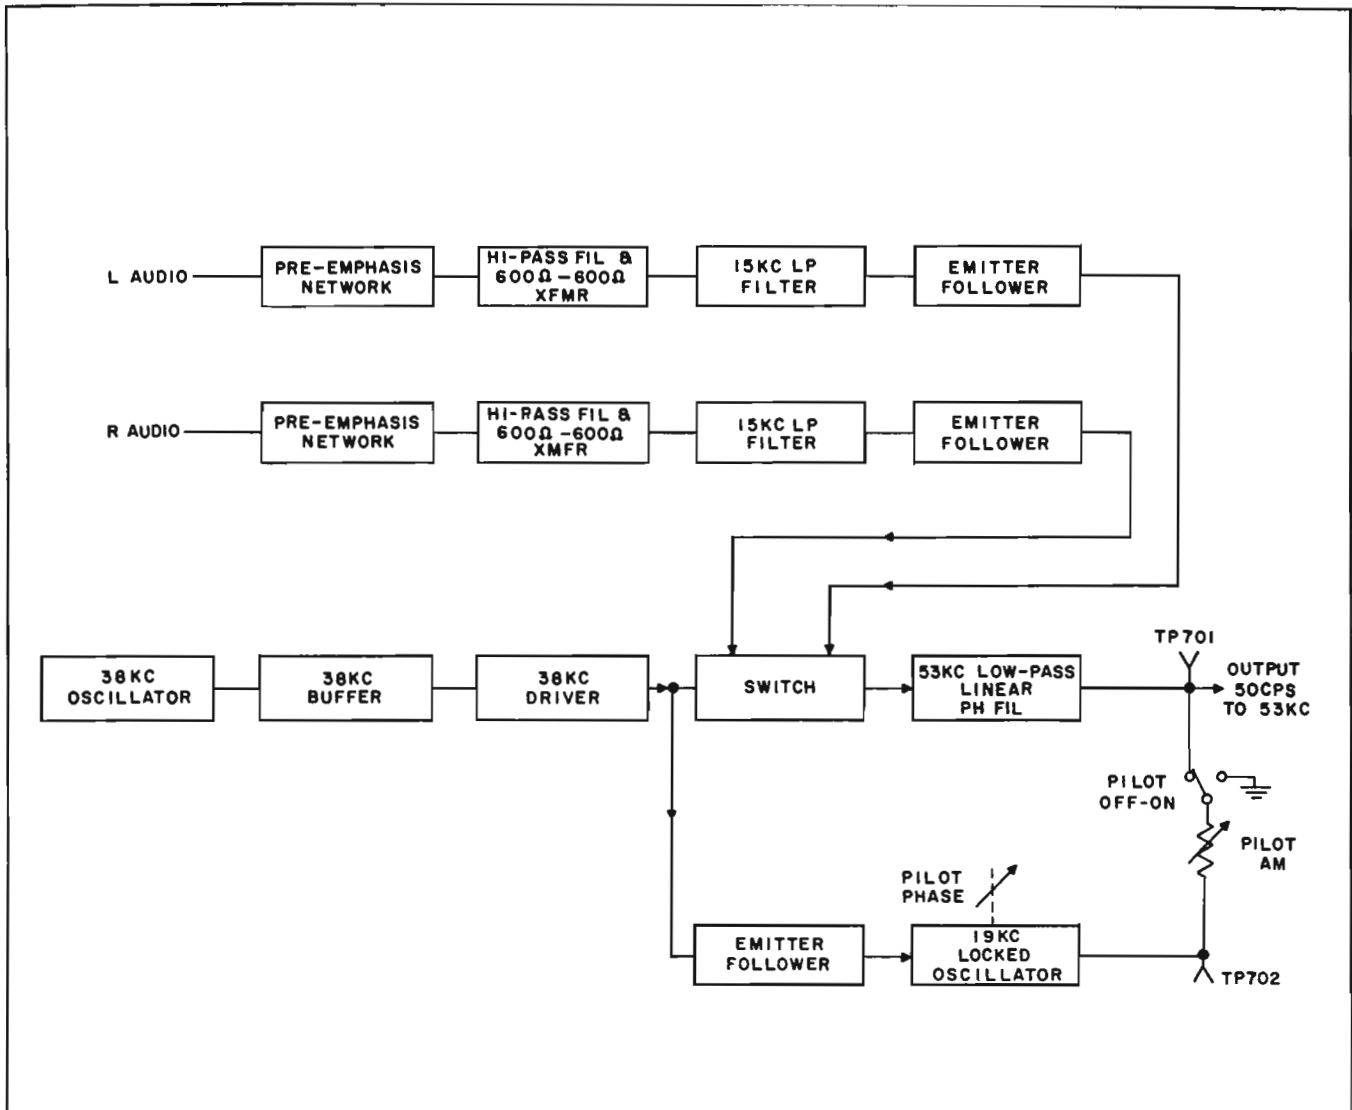 L AUDIO
PRE-EMPHASIS
NETWORK
HI-PASS FIL &
600Ω-600Ω
XFMR
15KC LP
FILTER
EMITTER
FOLLOWER
R AUDIO
PRE-EMPHASIS
NETWORK
HI-RASS FIL &
600Ω-600Ω
XMFR
15KC LP
FILTER
EMITTER
FOLLOWER
38KC
OSCILLATOR
38KC
BUFFER
38KC
DRIVER
SWITCH
53KC LOW-PASS
LINEAR
PH FIL
TP701
OUTPUT
50CPS
TO 53KC
PILOT
OFF-ON
PILOT
AM
PILOT
PHASE
EMITTER
FOLLOWER
19KC
LOCKED
OSCILLATOR
TP702